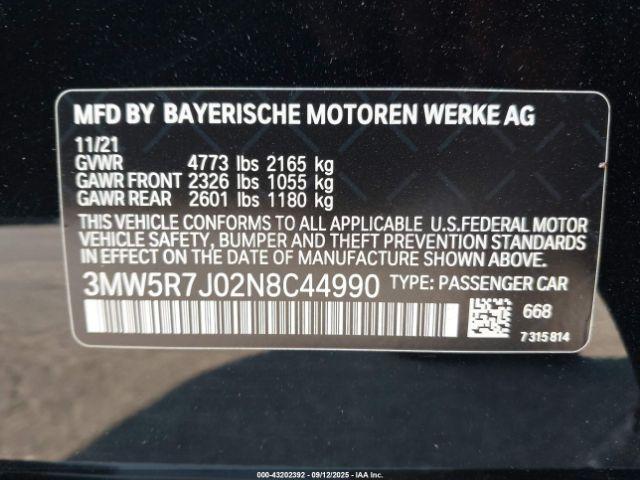 MFD BY BAYERISCHE MOTOREN WERKE AG
11/21
GVWR 4773 lbs 2165 kg
GAWR FRONT 2326 lbs 1055 kg
GAWR REAR 2601 lbs 1180 kg
THIS VEHICLE CONFORMS TO ALL APPLICABLE U.S.FEDERAL MOTOR
VEHICLE SAFETY, BUMPER AND THEFT PREVENTION STANDARDS
IN EFFECT ON THE DATE OF MANUFACTURE SHOWN ABOVE.
3MW5R7J02N8C44990 TYPE: PASSENGER CAR
668
7315814
000-43202392 - 09/12/2025 - IAA Inc.